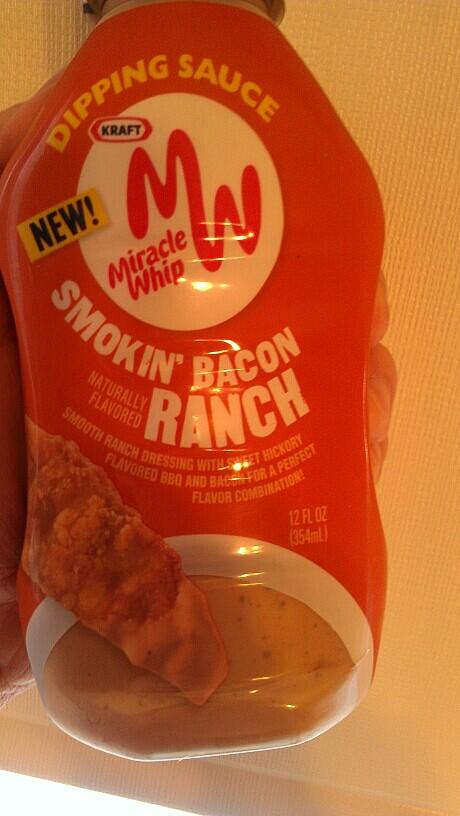 DIPPING SAUCE
KRAFT
MW
Miracle
Whip
NEW!
SMOKIN' BACON
NATURALLY
FLAVORED
RANCH
SMOOTH RANCH DRESSING WITH SWEET HICKORY
FLAVORED BBQ AND BACON FOR A PERFECT
FLAVOR COMBINATION!
12 FL OZ
(354mL)